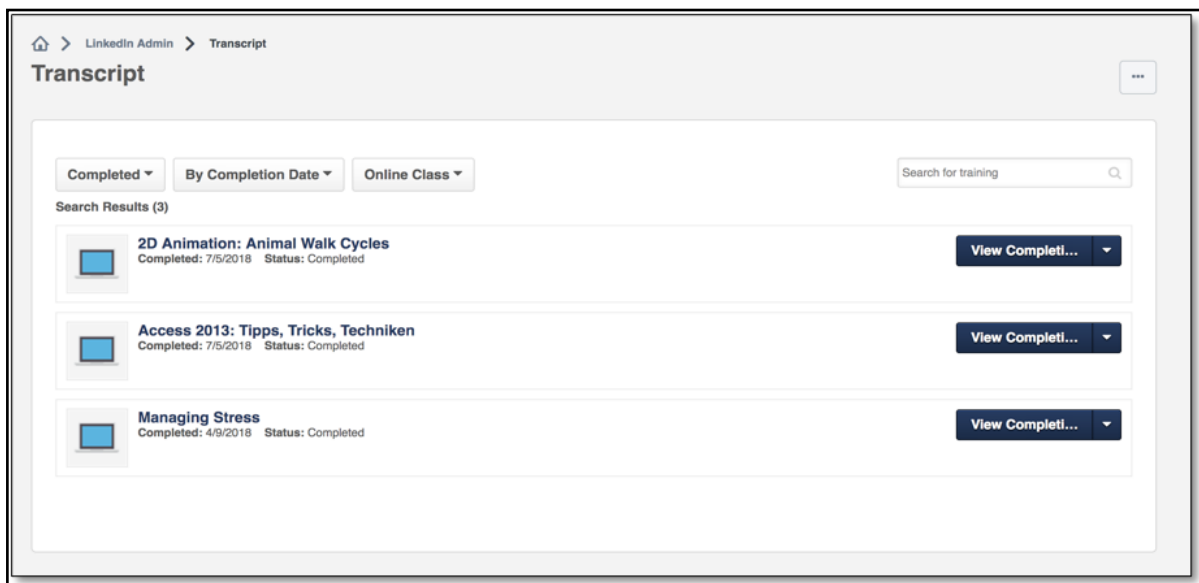 LinkedIn Admin Transcript
Transcript
Completed By Completion Date Online Class Search for training
Search Results (3)
2D Animation: Animal Walk Cycles
Completed: 7/5/2018 Status: Completed
View Completi...
Access 2013: Tipps, Tricks, Techniken
Completed: 7/5/2018 Status: Completed
View Completi...
Managing Stress
Completed: 4/9/2018 Status: Completed
View Completi...